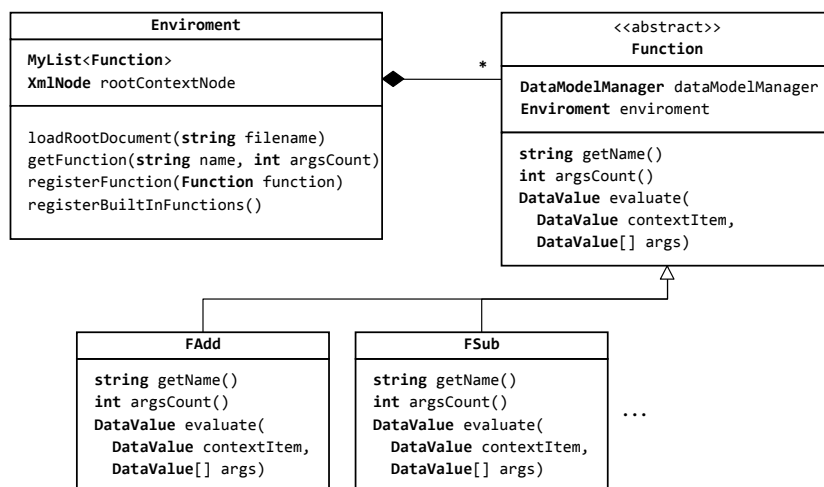 Enviroment
MyList<Function>
XmlNode rootContextNode
loadRootDocument(string filename)
getFunction(string name, int argsCount)
registerFunction(Function function)
registerBuiltInFunctions()
*
<<abstract>>
Function
DataModelManager dataModelManager
Enviroment enviroment
string getName()
int argsCount()
DataValue evaluate(
DataValue contextItem,
DataValue[] args)
FAdd
string getName()
int argsCount()
DataValue evaluate(
DataValue contextItem,
DataValue[] args)
FSub
string getName()
int argsCount()
DataValue evaluate(
DataValue contextItem,
DataValue[] args)
...